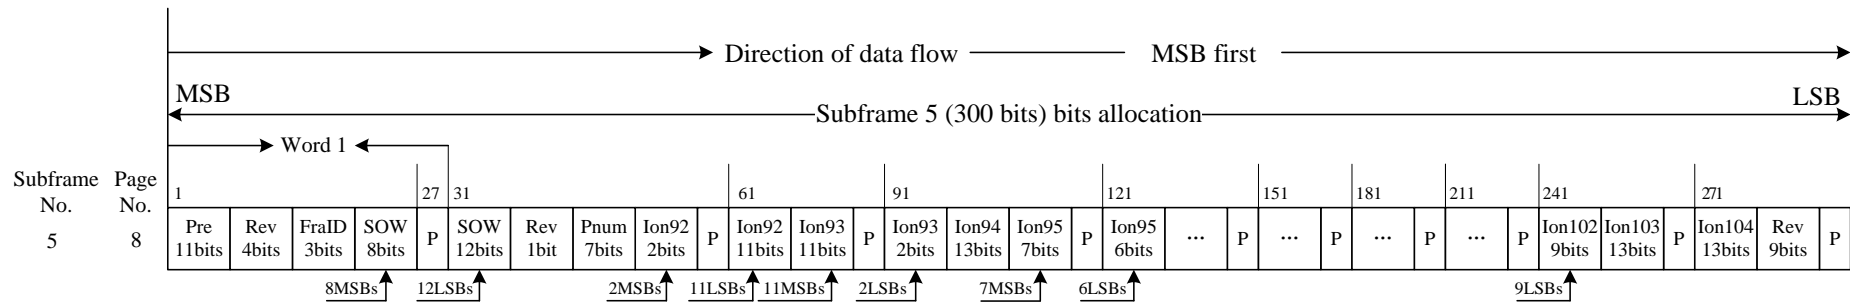 Direction of data flow MSB first
MSB LSB
Subframe 5 (300 bits) bits allocation
Word 1
Subframe No. Page No.
1 27 31 61 91 121 151 181 211 241 271
5 8 Pre 11bits Rev 4bits FraID 3bits SOW 8bits P SOW 12bits Rev 1bit Pnum 7bits Ion92 2bits P Ion92 11bits Ion93 11bits P Ion93 2bits Ion94 13bits Ion95 7bits P Ion95 6bits ... P ... P ... P ... P Ion102 9bits Ion103 13bits P Ion104 13bits Rev 9bits P
8MSBs 12LSBs 2MSBs 11LSBs 11MSBs 2LSBs 7MSBs 6LSBs 9LSBs